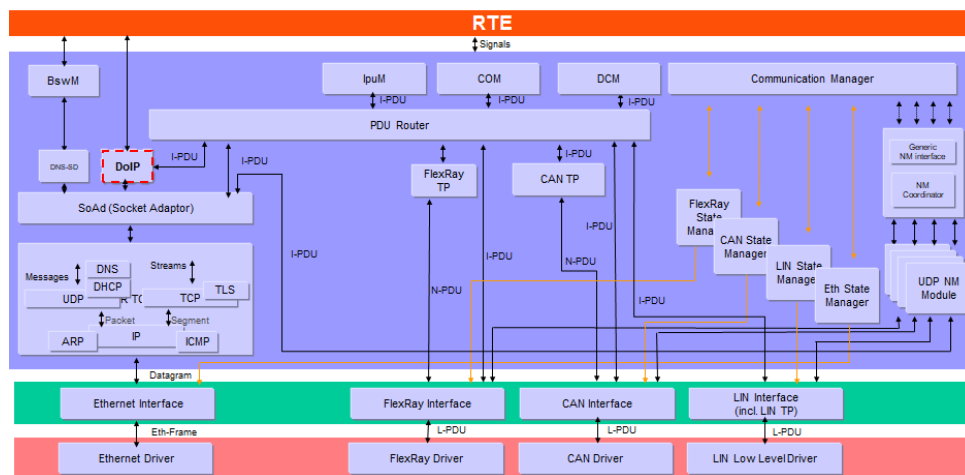 RTE
Signals
BswM
IpuM
COM
DCM
Communication Manager
I-PDU
I-PDU
I-PDU
PDU Router
DNS-SD
DoIP
I-PDU
I-PDU
FlexRay
TP
I-PDU
CAN TP
I-PDU
Generic
NM interface
NM
Coordinator
SoAd (Socket Adaptor)
FlexRay
State
Manager
CAN State
Manager
LIN State
Manager
Eth State
Manager
UDP NM
Module
I-PDU
N-PDU
I-PDU
N-PDU
I-PDU
I-PDU
Messages
DNS
DHCP
UDP
Streams
TCP
TLS
Packet
Segment
ARP
IP
ICMP
Datagram
Ethernet Interface
FlexRay Interface
CAN Interface
LIN Interface
(incl. LIN TP)
Eth-Frame
L-PDU
L-PDU
L-PDU
Ethernet Driver
FlexRay Driver
CAN Driver
LIN Low Level Driver